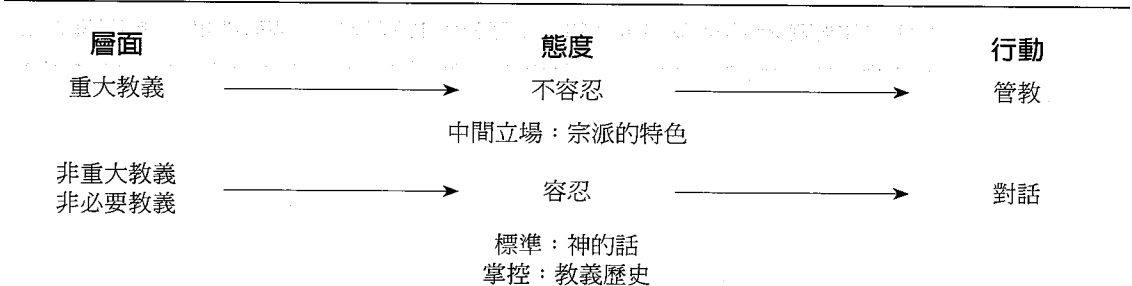 層面 態度 行動
重大教義 不容忍 管教
中間立場：宗派的特色
非重大教義
非必要教義 容忍 對話
標準：神的話
掌控：教義歷史